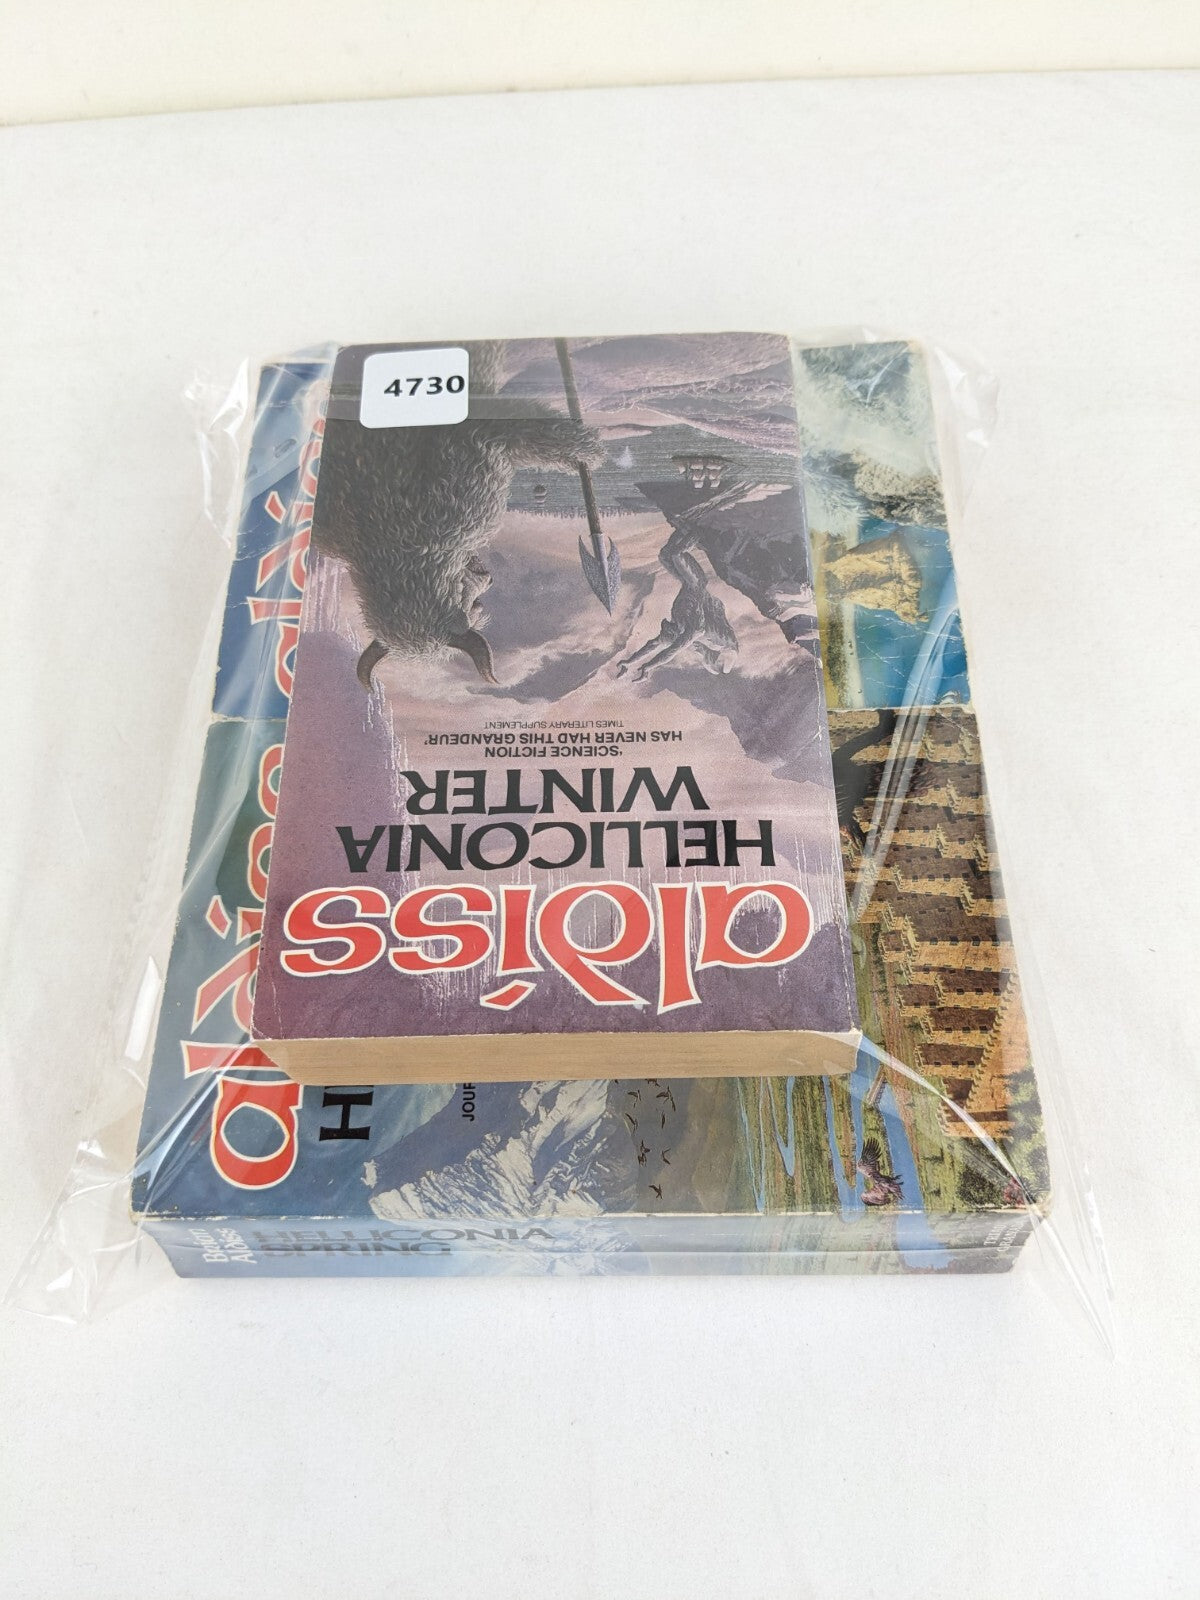 4730
aldiss
HELLICONIA
WINTER
'SCIENCE FICTION
HAS NEVER HAD THIS GRANDEUR'
TIMES LITERARY SUPPLEMENT
aldiss
aldiss
H
JOUR
Brian
Aldiss
HELLICONIA
SPRING